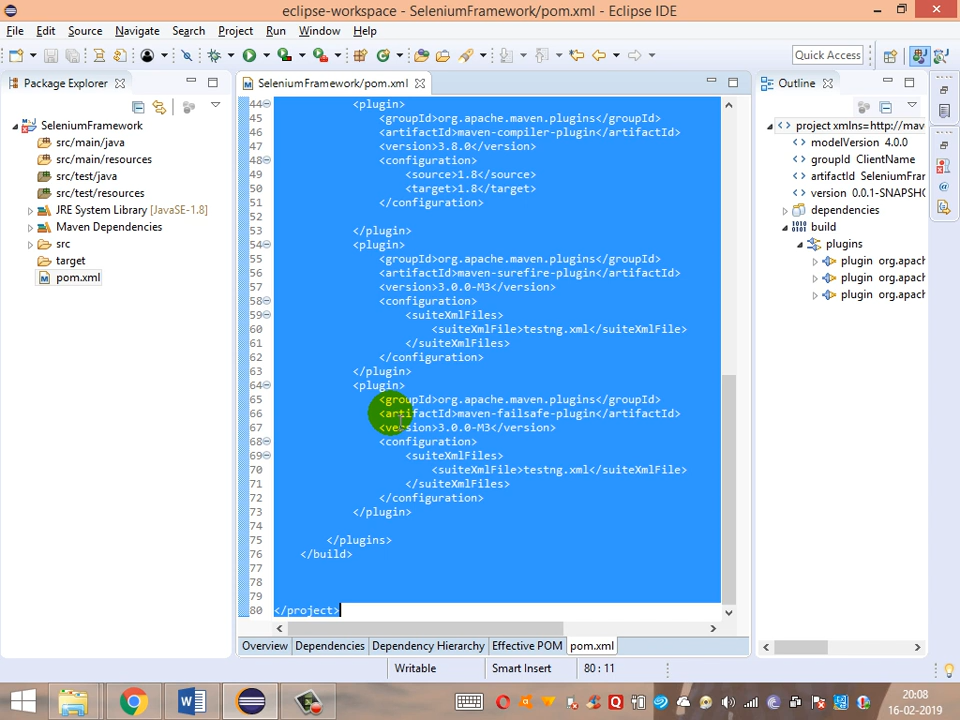 eclipse-workspace - SeleniumFramework/pom.xml - Eclipse IDE
File Edit Source Navigate Search Project Run Window Help
Quick Access
Package Explorer
SeleniumFramework
src/main/java
src/main/resources
src/test/java
src/test/resources
JRE System Library [JavaSE-1.8]
Maven Dependencies
src
target
pom.xml
SeleniumFramework/pom.xml
44 <plugin>
45 <groupId>org.apache.maven.plugins</groupId>
46 <artifactId>maven-compiler-plugin</artifactId>
47 <version>3.8.0</version>
48 <configuration>
49 <source>1.8</source>
50 <target>1.8</target>
51 </configuration>
52
53 </plugin>
54 <plugin>
55 <groupId>org.apache.maven.plugins</groupId>
56 <artifactId>maven-surefire-plugin</artifactId>
57 <version>3.0.0-M3</version>
58 <configuration>
59 <suiteXmlFiles>
60 <suiteXmlFile>testng.xml</suiteXmlFile>
61 </suiteXmlFiles>
62 </configuration>
63 </plugin>
64 <plugin>
65 <groupId>org.apache.maven.plugins</groupId>
66 <artifactId>maven-failsafe-plugin</artifactId>
67 <version>3.0.0-M3</version>
68 <configuration>
69 <suiteXmlFiles>
70 <suiteXmlFile>testng.xml</suiteXmlFile>
71 </suiteXmlFiles>
72 </configuration>
73 </plugin>
74
75 </plugins>
76 </build>
77
78
79
80 </project>
Overview Dependencies Dependency Hierarchy Effective POM pom.xml
Outline
project xmlns=http://mav
modelVersion 4.0.0
groupId ClientName
artifactId SeleniumFra
version 0.0.1-SNAPSHO
dependencies
build
plugins
plugin org.apach
plugin org.apach
plugin org.apach
Writable Smart Insert 80 : 11
20:08
16-02-2019